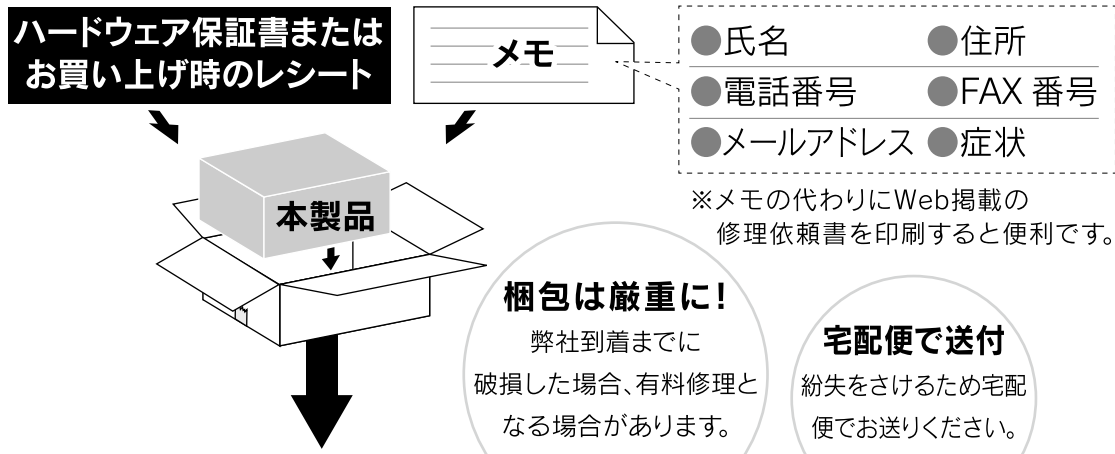 ハードウェア保証書または
お買い上げ時のレシート
メモ
●氏名 ●住所
●電話番号 ●FAX 番号
●メールアドレス ●症状
※メモの代わりにWeb掲載の
修理依頼書を印刷すると便利です。
本製品
梱包は厳重に!
弊社到着までに
破損した場合、有料修理と
なる場合があります。
宅配便で送付
紛失をさけるため宅配
便でお送りください。